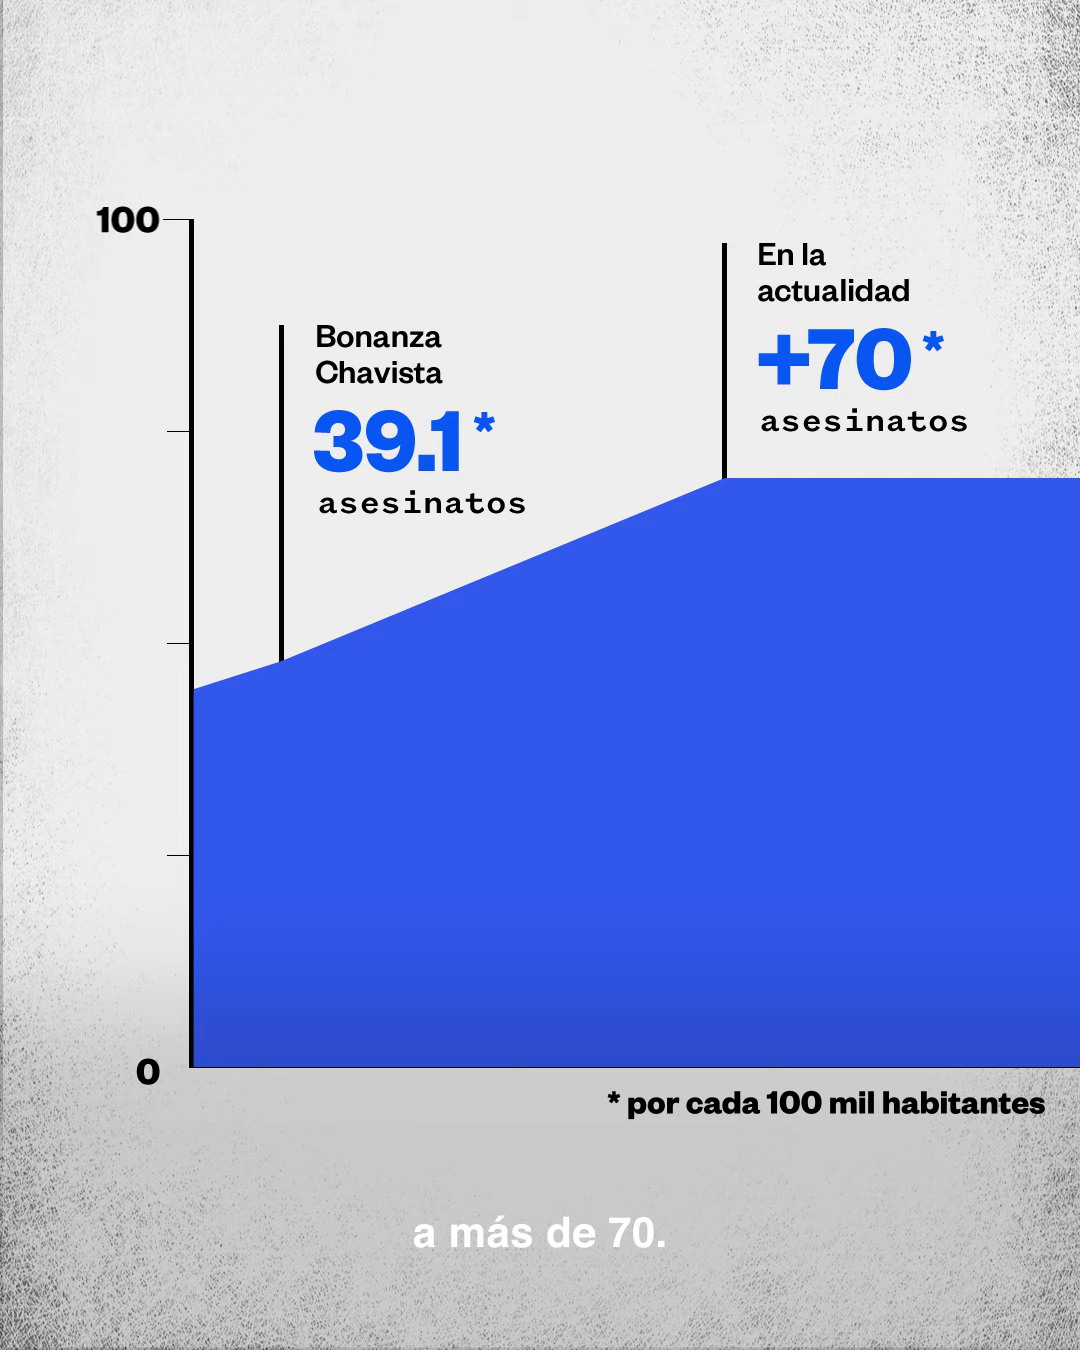 100
En la
actualidad
+70*
asesinatos
Bonanza
Chavista
39.1*
asesinatos
0
* por cada 100 mil habitantes
a más de 70.